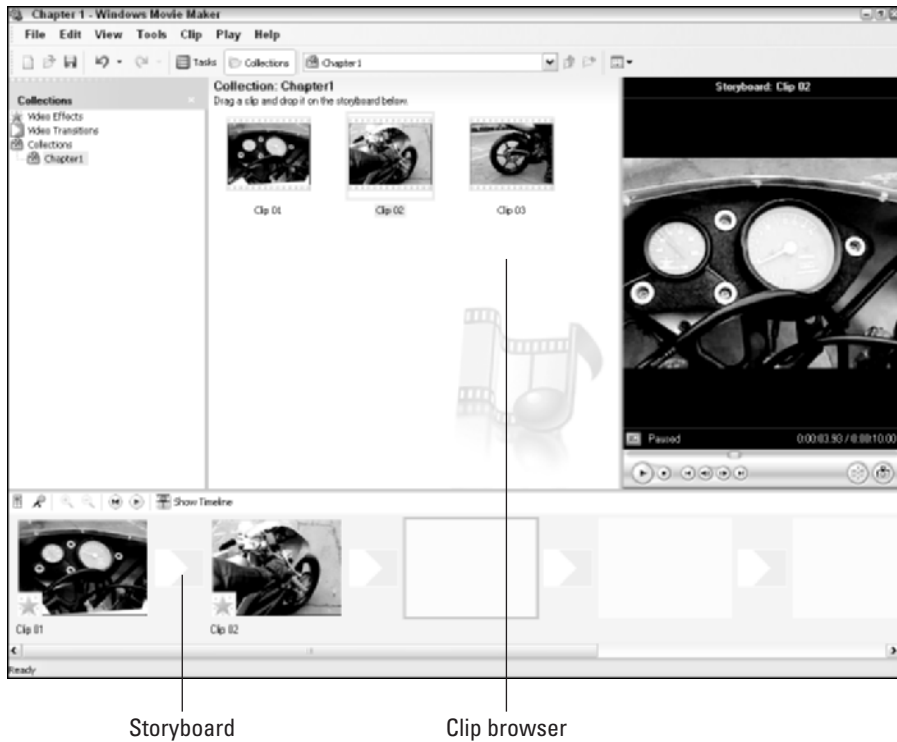 Chapter 1 - Windows Movie Maker
File Edit View Tools Clip Play Help
Tasks Collections Chapter1
Collections
Video Effects
Video Transitions
Collections
Chapter1
Collection: Chapter1
Drag a clip and drop it on the storyboard below.
Clip 01
Clip 02
Clip 03
Storyboard: Clip 02
Paused 0:00:03.93 / 0:00:10.00
Show Timeline
Clip 01
Clip 02
Ready
Storyboard
Clip browser